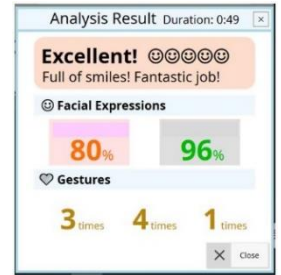 Analysis Result Duration: 0:49
Excellent! ☺☺☺☺☺
Full of smiles! Fantastic job!
☺ Facial Expressions
80% 96%
Gestures
3 times 4 times 1 times
Close